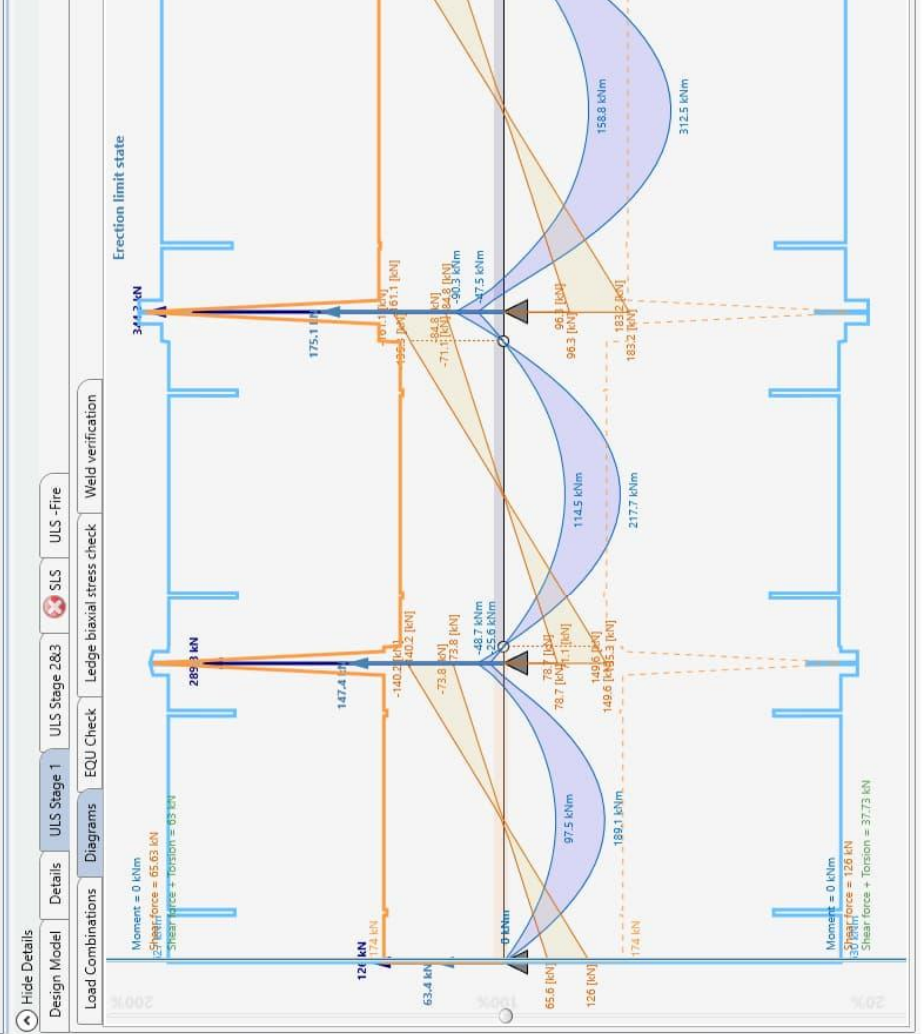 Hide Details
Design Model
Details
ULS Stage 1
ULS Stage 2&3
SLS
ULS -Fire
Load Combinations
Diagrams
EQU Check
Ledge biaxial stress check
Weld verification
Erection limit state
Moment = 0 kNm
Shear force = 65.63 kN
Shear force + Torsion = 63 kN
126 kN
174 kN
63.4 kN
289.3 kN
147.4
344.3 kN
175.1
-140.2 [kN]
-140.2 [kN]
-73.8 [kN]
-73.8 [kN]
-48.7 kNm
-25.6 kNm
-71.1 [kN]
-84.8 [kN]
-84.8 [kN]
-90.3 kNm
-47.5 kNm
0 kNm
65.6 [kN]
126 [kN]
174 kN
97.5 kNm
189.1 kNm
78.7 [kN]
78.7 [kN]
149.6 [kN]
149.6 [kN]
114.5 kNm
217.7 kNm
96.3 [kN]
96.3 [kN]
183.2 [kN]
183.2 [kN]
158.8 kNm
312.5 kNm
Moment = 0 kNm
Shear force = 126 kN
Shear force + Torsion = 37.73 kN
200%
100%
20%